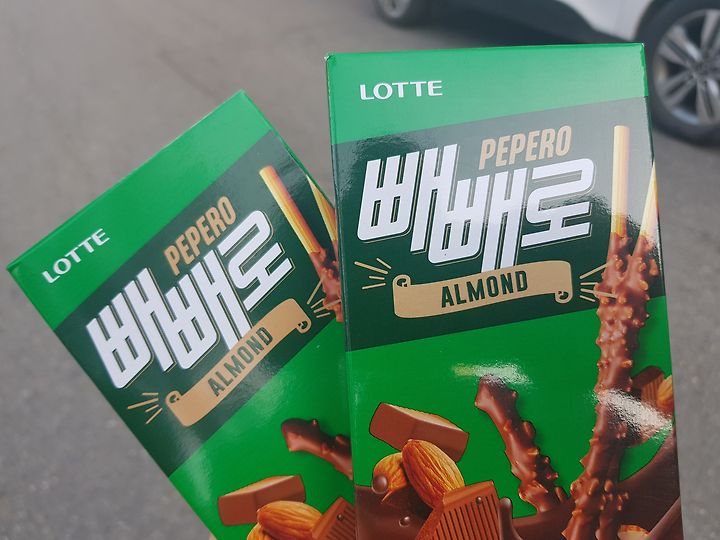 LOTTE
PEPERO
빼빼로
ALMOND
LOTTE
PEPERO
빼빼로
ALMOND